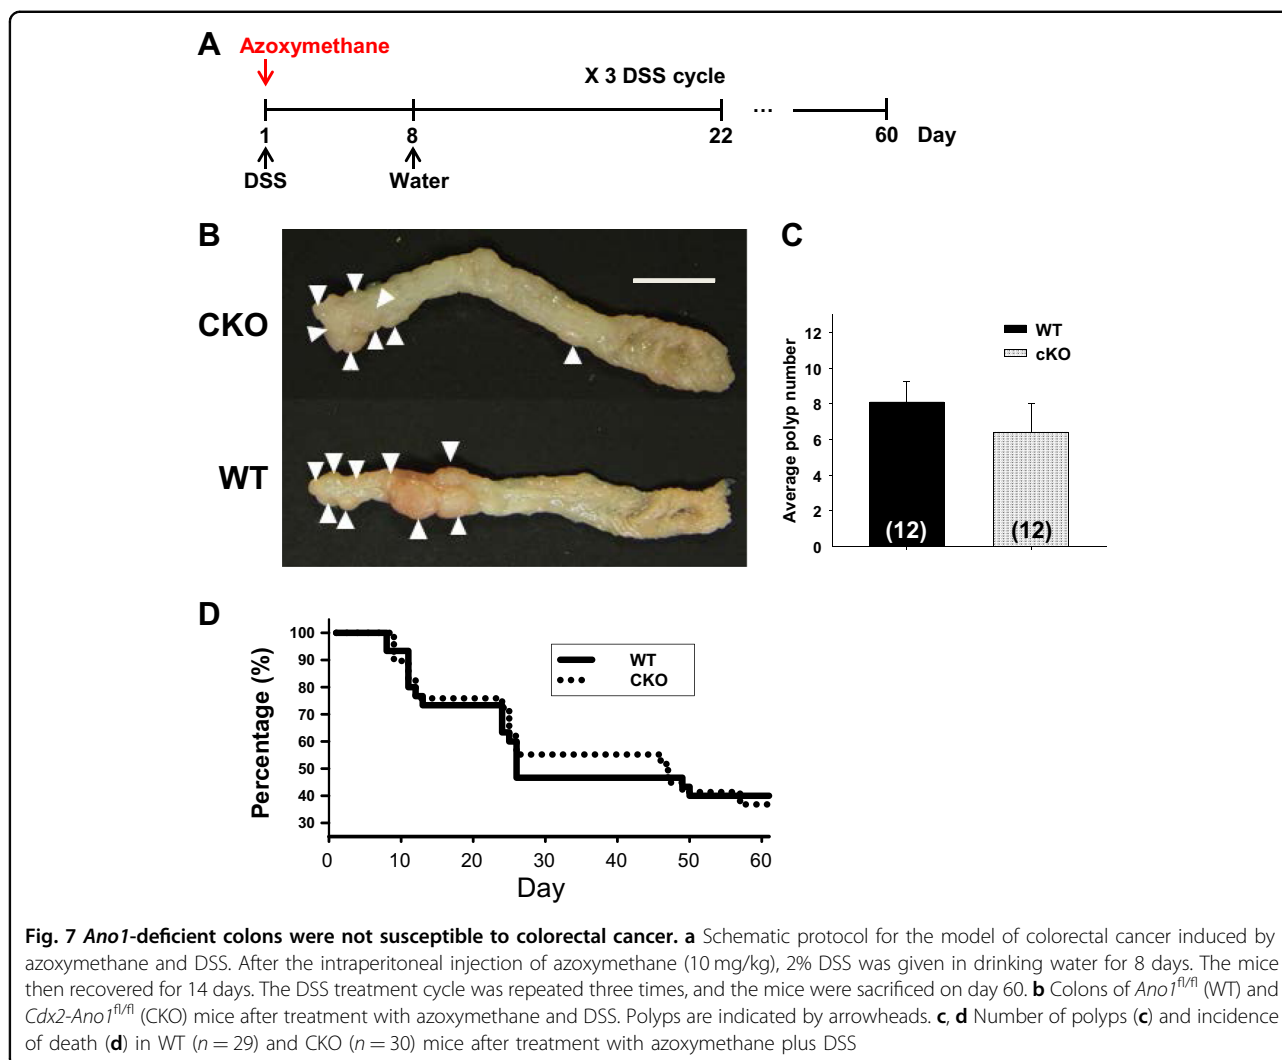 A
Azoxymethane
X 3 DSS cycle
1 8 22 ... 60 Day
DSS Water
B
CKO
WT
C
WT
cKO
Average polyp number
12
10
8
6
4
2
0
(12) (12)
D
WT
CKO
Percentage (%)
100
90
80
70
60
50
40
30
0 10 20 30 40 50 60
Day
Fig. 7 Ano1-deficient colons were not susceptible to colorectal cancer. a Schematic protocol for the model of colorectal cancer induced by
azoxymethane and DSS. After the intraperitoneal injection of azoxymethane (10 mg/kg), 2% DSS was given in drinking water for 8 days. The mice
then recovered for 14 days. The DSS treatment cycle was repeated three times, and the mice were sacrificed on day 60. b Colons of Ano1fl/fl (WT) and
Cdx2-Ano1fl/fl (CKO) mice after treatment with azoxymethane and DSS. Polyps are indicated by arrowheads. c, d Number of polyps (c) and incidence
of death (d) in WT (n = 29) and CKO (n = 30) mice after treatment with azoxymethane plus DSS